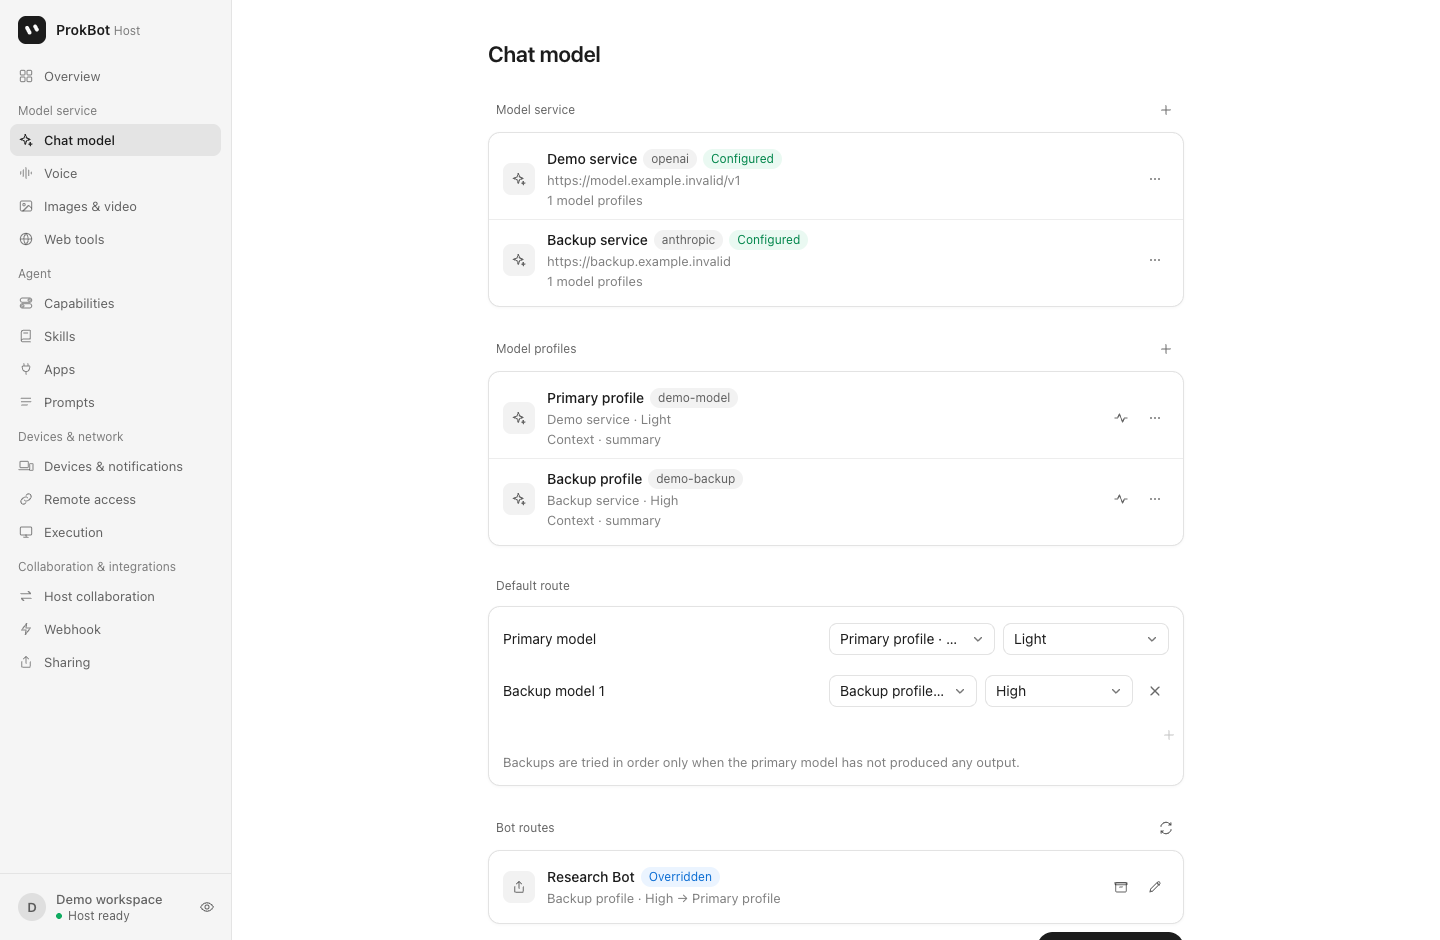 ProkBot Host
Overview
Model service
Chat model
Voice
Images & video
Web tools
Agent
Capabilities
Skills
Apps
Prompts
Devices & network
Devices & notifications
Remote access
Execution
Collaboration & integrations
Host collaboration
Webhook
Sharing
D
Demo workspace
Host ready
Chat model
Model service
Demo service openai Configured
https://model.example.invalid/v1
1 model profiles
Backup service anthropic Configured
https://backup.example.invalid
1 model profiles
Model profiles
Primary profile demo-model
Demo service · Light
Context · summary
Backup profile demo-backup
Backup service · High
Context · summary
Default route
Primary model Primary profile · ... Light
Backup model 1 Backup profile... High
Backups are tried in order only when the primary model has not produced any output.
Bot routes
Research Bot Overridden
Backup profile · High → Primary profile